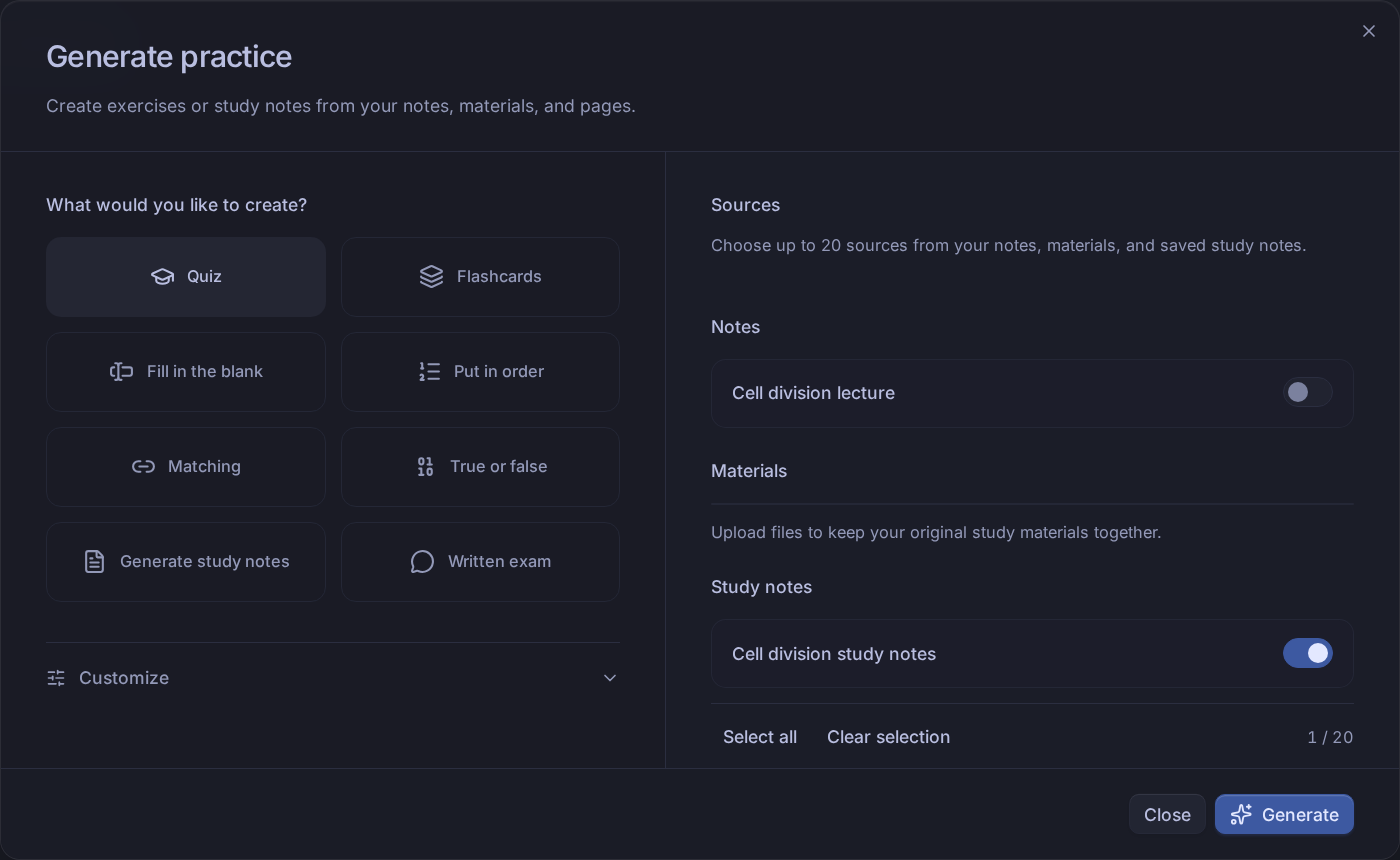 Generate practice
Create exercises or study notes from your notes, materials, and pages.
What would you like to create?
Quiz
Flashcards
Fill in the blank
Put in order
Matching
True or false
Generate study notes
Written exam
Customize
Sources
Choose up to 20 sources from your notes, materials, and saved study notes.
Notes
Cell division lecture
Materials
Upload files to keep your original study materials together.
Study notes
Cell division study notes
Select all
Clear selection
1 / 20
Close
Generate